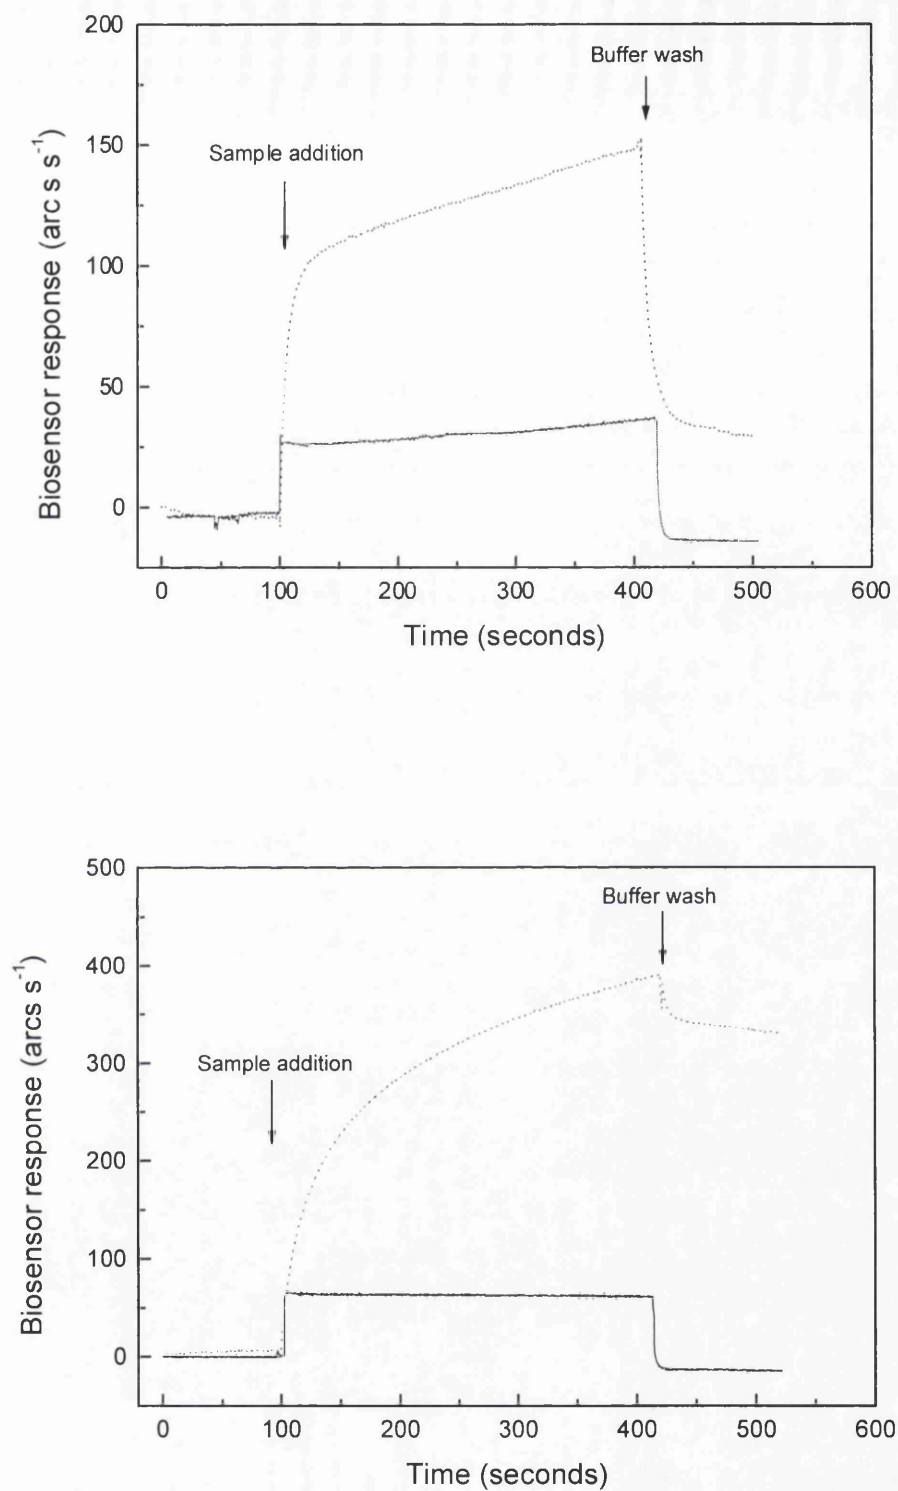 200
150
100
50
0
Biosensor response (arc s s⁻¹)
Sample addition
Buffer wash
0 100 200 300 400 500 600
Time (seconds)
500
400
300
200
100
0
Biosensor response (arcs s⁻¹)
Sample addition
Buffer wash
0 100 200 300 400 500 600
Time (seconds)